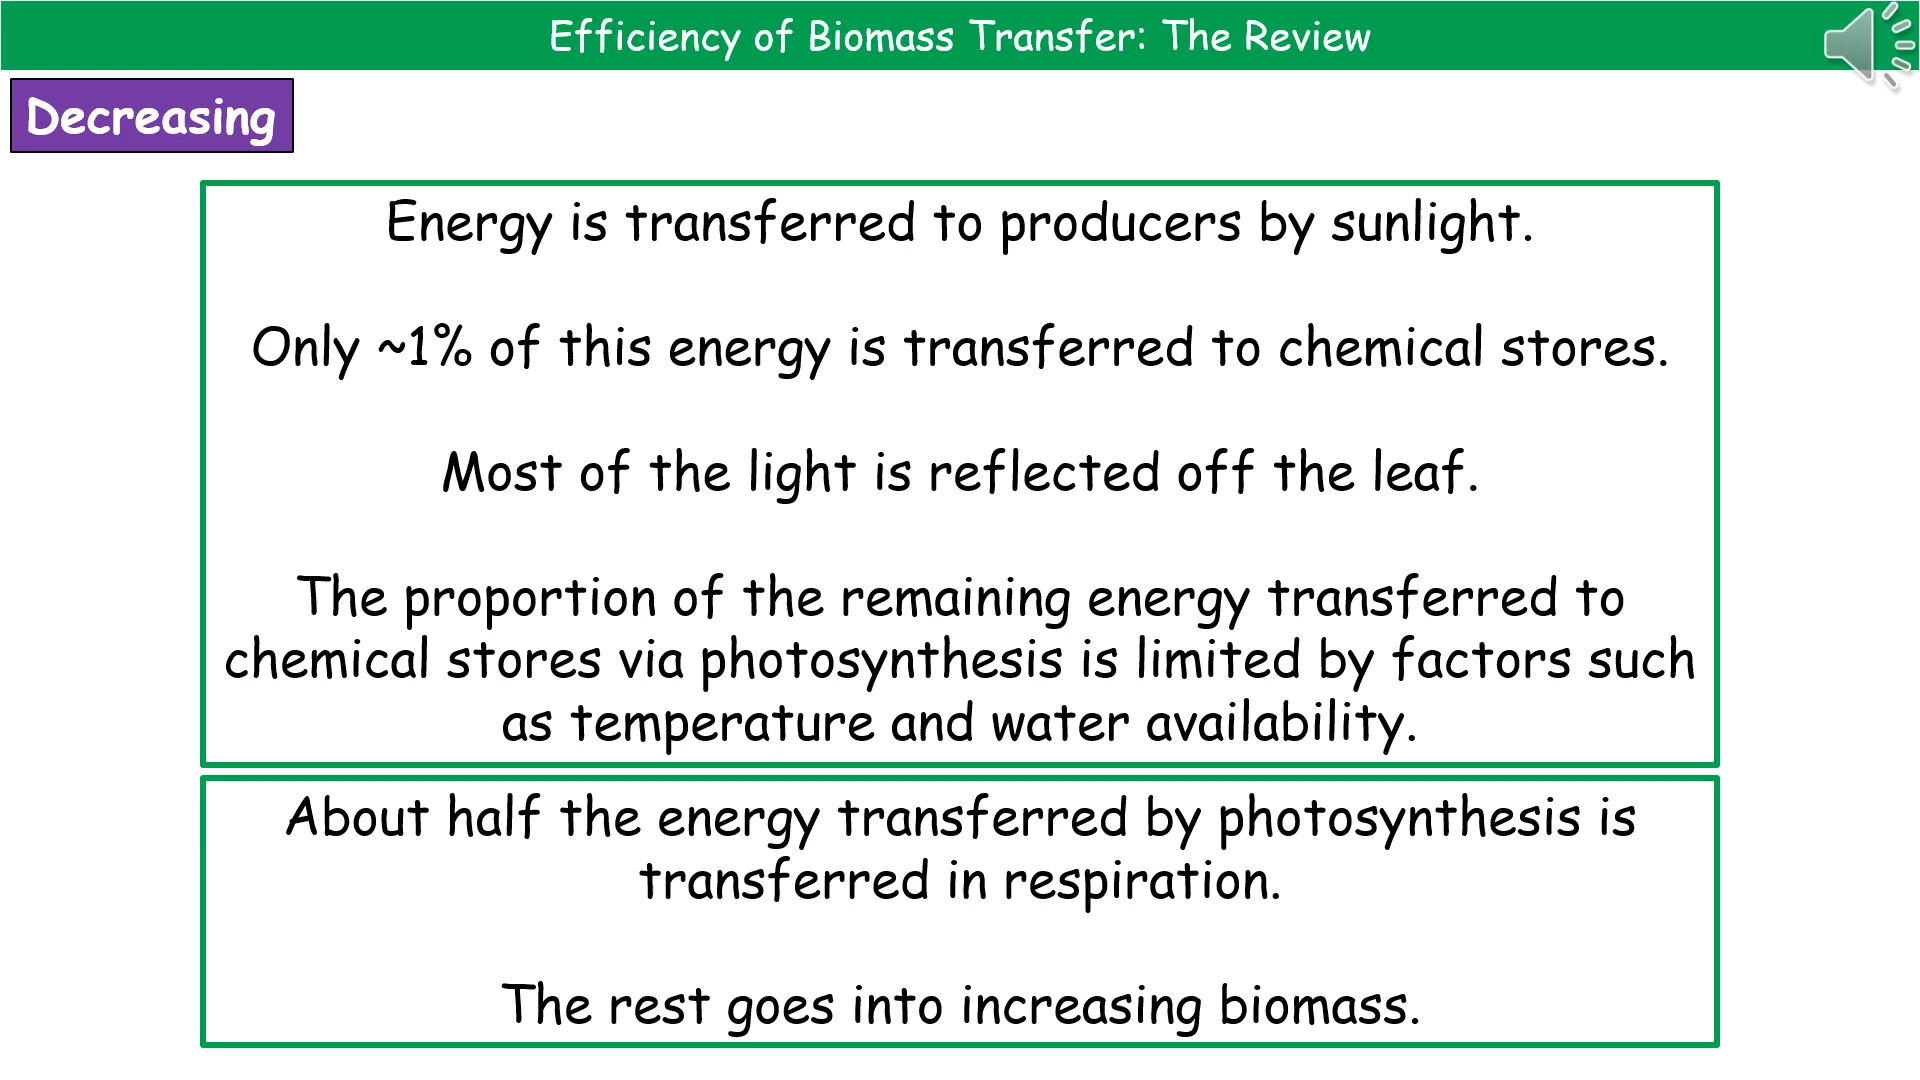 Efficiency of Biomass Transfer: The Review
Decreasing
Energy is transferred to producers by sunlight.
Only ~1% of this energy is transferred to chemical stores.
Most of the light is reflected off the leaf.
The proportion of the remaining energy transferred to
chemical stores via photosynthesis is limited by factors such
as temperature and water availability.
About half the energy transferred by photosynthesis is
transferred in respiration.
The rest goes into increasing biomass.